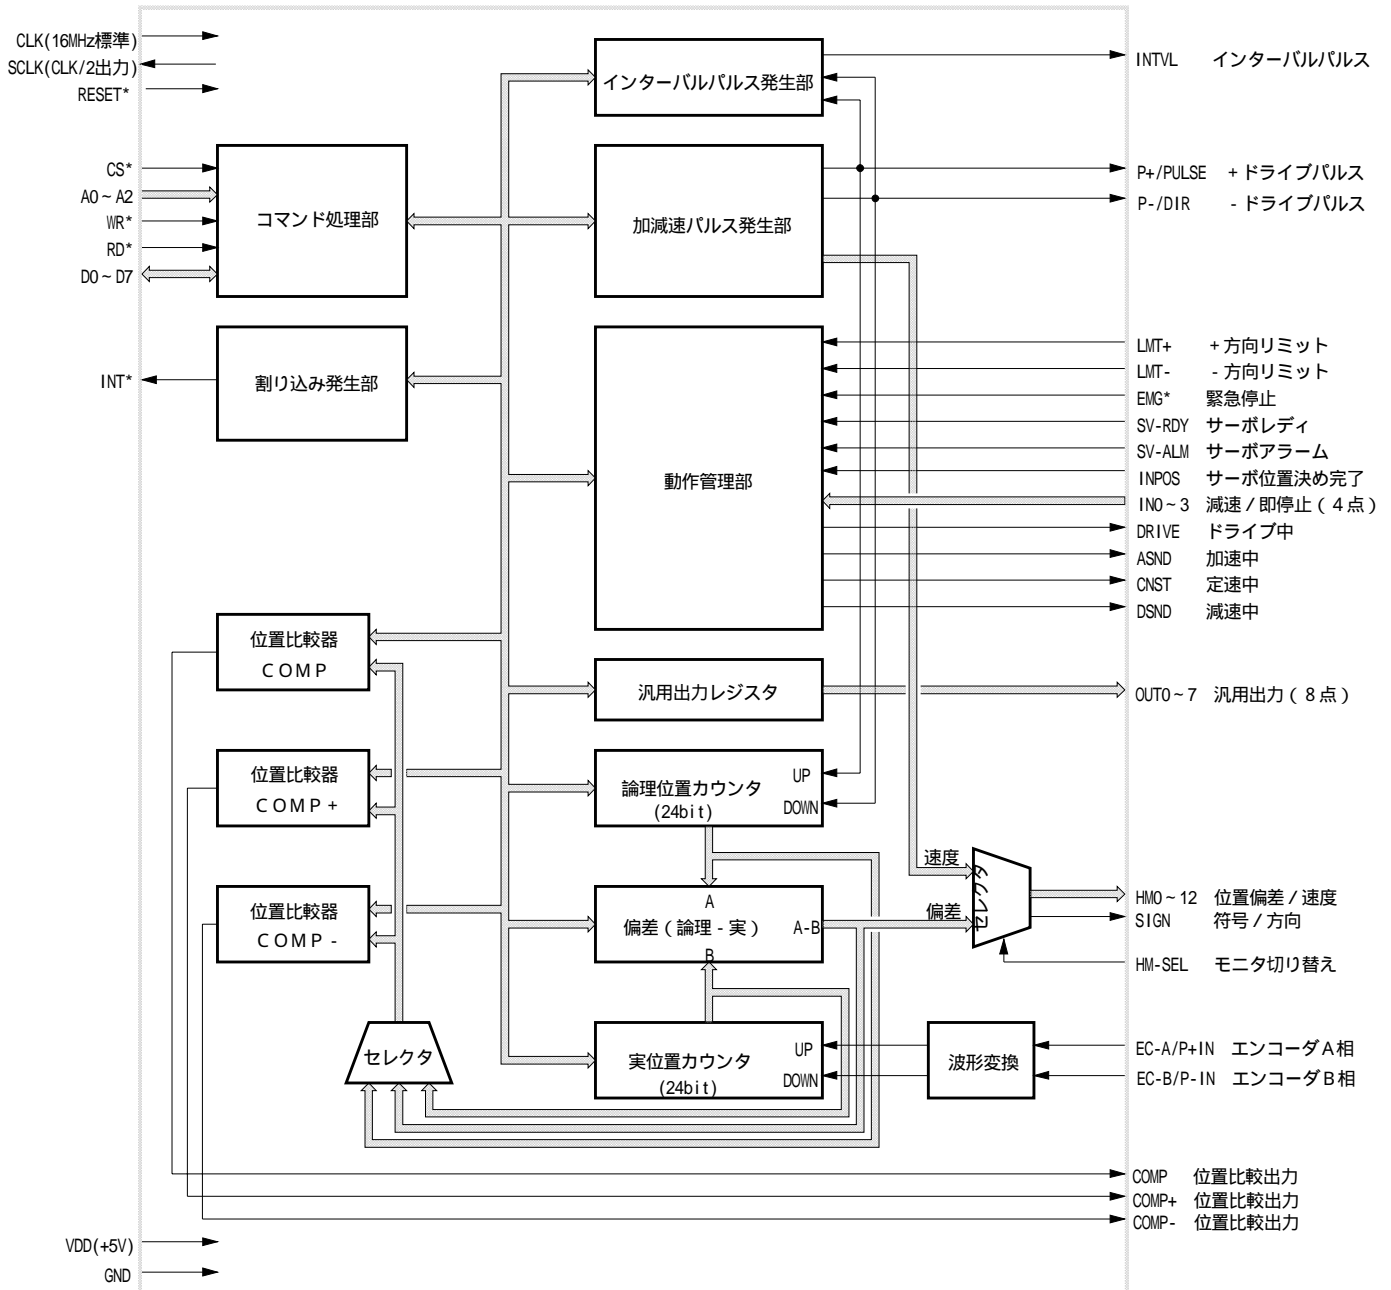 CLK(16MHz標準)
SCLK(CLK/2出力)
RESET*
CS*
A0～A2
WR*
RD*
D0～D7
INT*
VDD(+5V)
GND
コマンド処理部
割り込み発生部
位置比較器
COMP
位置比較器
COMP+
位置比較器
COMP-
セレクタ
インターバルパルス発生部
加減速パルス発生部
動作管理部
汎用出力レジスタ
論理位置カウンタ
(24bit)
UP
DOWN
A
偏差(論理-実)
A-B
B
実位置カウンタ
(24bit)
UP
DOWN
波形変換
速度
偏差
セレクタ
INTVL インターバルパルス
P+/PULSE +ドライブパルス
P-/DIR -ドライブパルス
LMT+ +方向リミット
LMT- -方向リミット
EMG* 緊急停止
SV-RDY サーボレディ
SV-ALM サーボアラーム
INPOS サーボ位置決め完了
IN0～3 減速/即停止(4点)
DRIVE ドライブ中
ASND 加速中
CNST 定速中
DSND 減速中
OUT0～7 汎用出力(8点)
HM0～12 位置偏差/速度
SIGN 符号/方向
HM-SEL モニタ切り替え
EC-A/P+IN エンコーダA相
EC-B/P-IN エンコーダB相
COMP 位置比較出力
COMP+ 位置比較出力
COMP- 位置比較出力